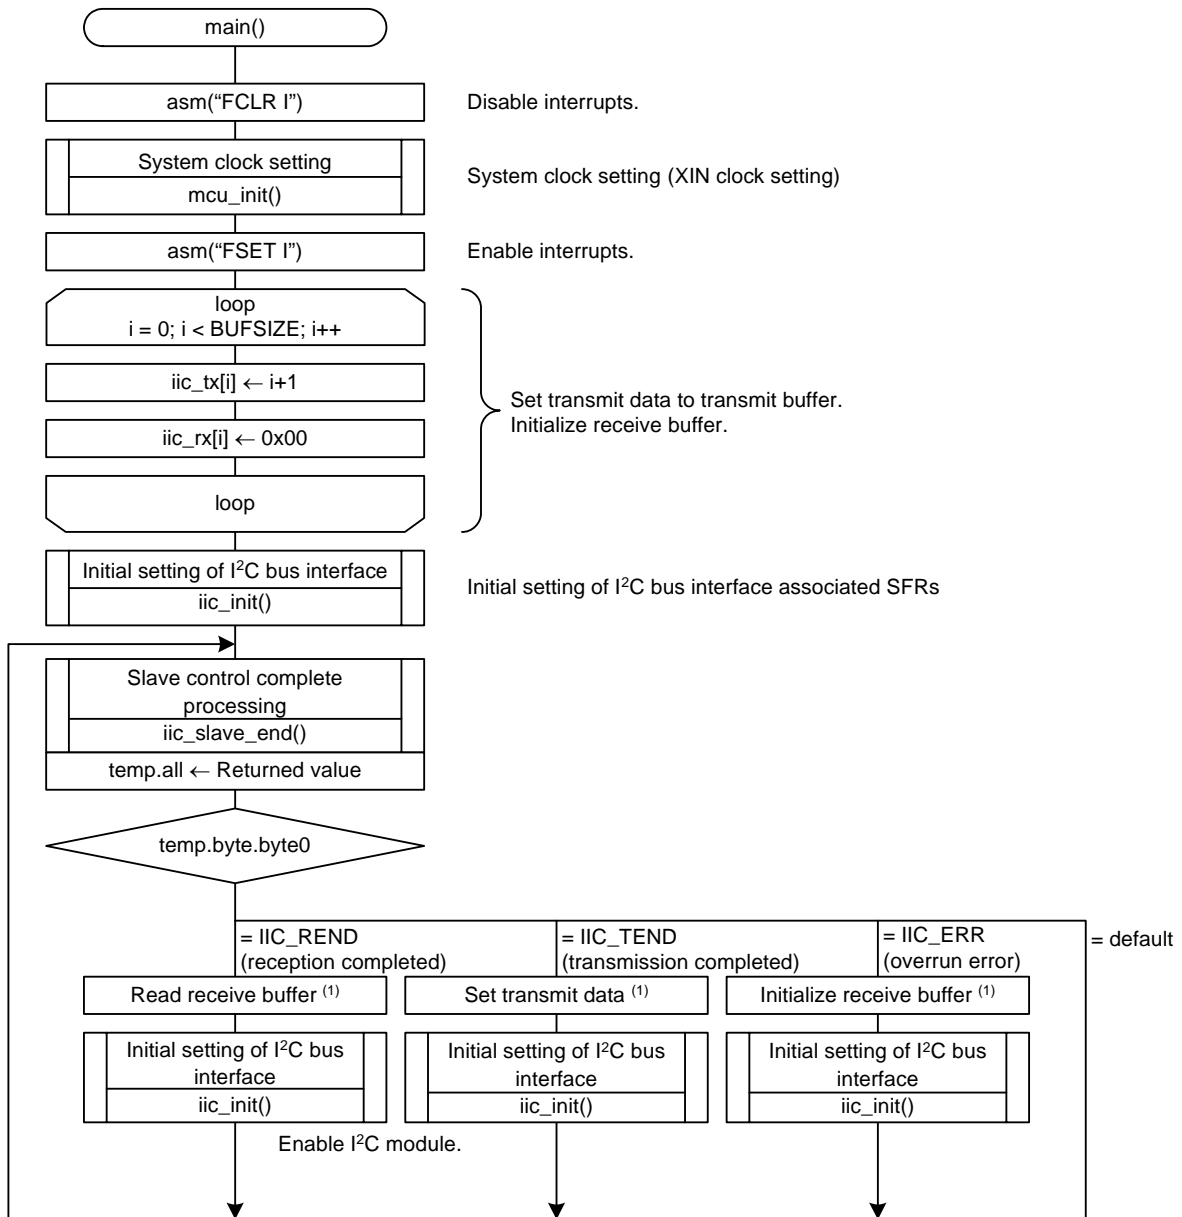 main()
asm(“FCLR I”)
Disable interrupts.
System clock setting
mcu_init()
System clock setting (XIN clock setting)
asm(“FSET I”)
Enable interrupts.
loop
i = 0; i < BUFSIZE; i++
iic_tx[i] ← i+1
iic_rx[i] ← 0x00
loop
Set transmit data to transmit buffer.
Initialize receive buffer.
Initial setting of I²C bus interface
iic_init()
Initial setting of I²C bus interface associated SFRs
Slave control complete
processing
iic_slave_end()
temp.all ← Returned value
temp.byte.byte0
= IIC_REND
(reception completed)
= IIC_TEND
(transmission completed)
= IIC_ERR
(overrun error)
= default
Read receive buffer (1)
Set transmit data (1)
Initialize receive buffer (1)
Initial setting of I²C bus
interface
iic_init()
Initial setting of I²C bus
interface
iic_init()
Initial setting of I²C bus
interface
iic_init()
Enable I²C module.